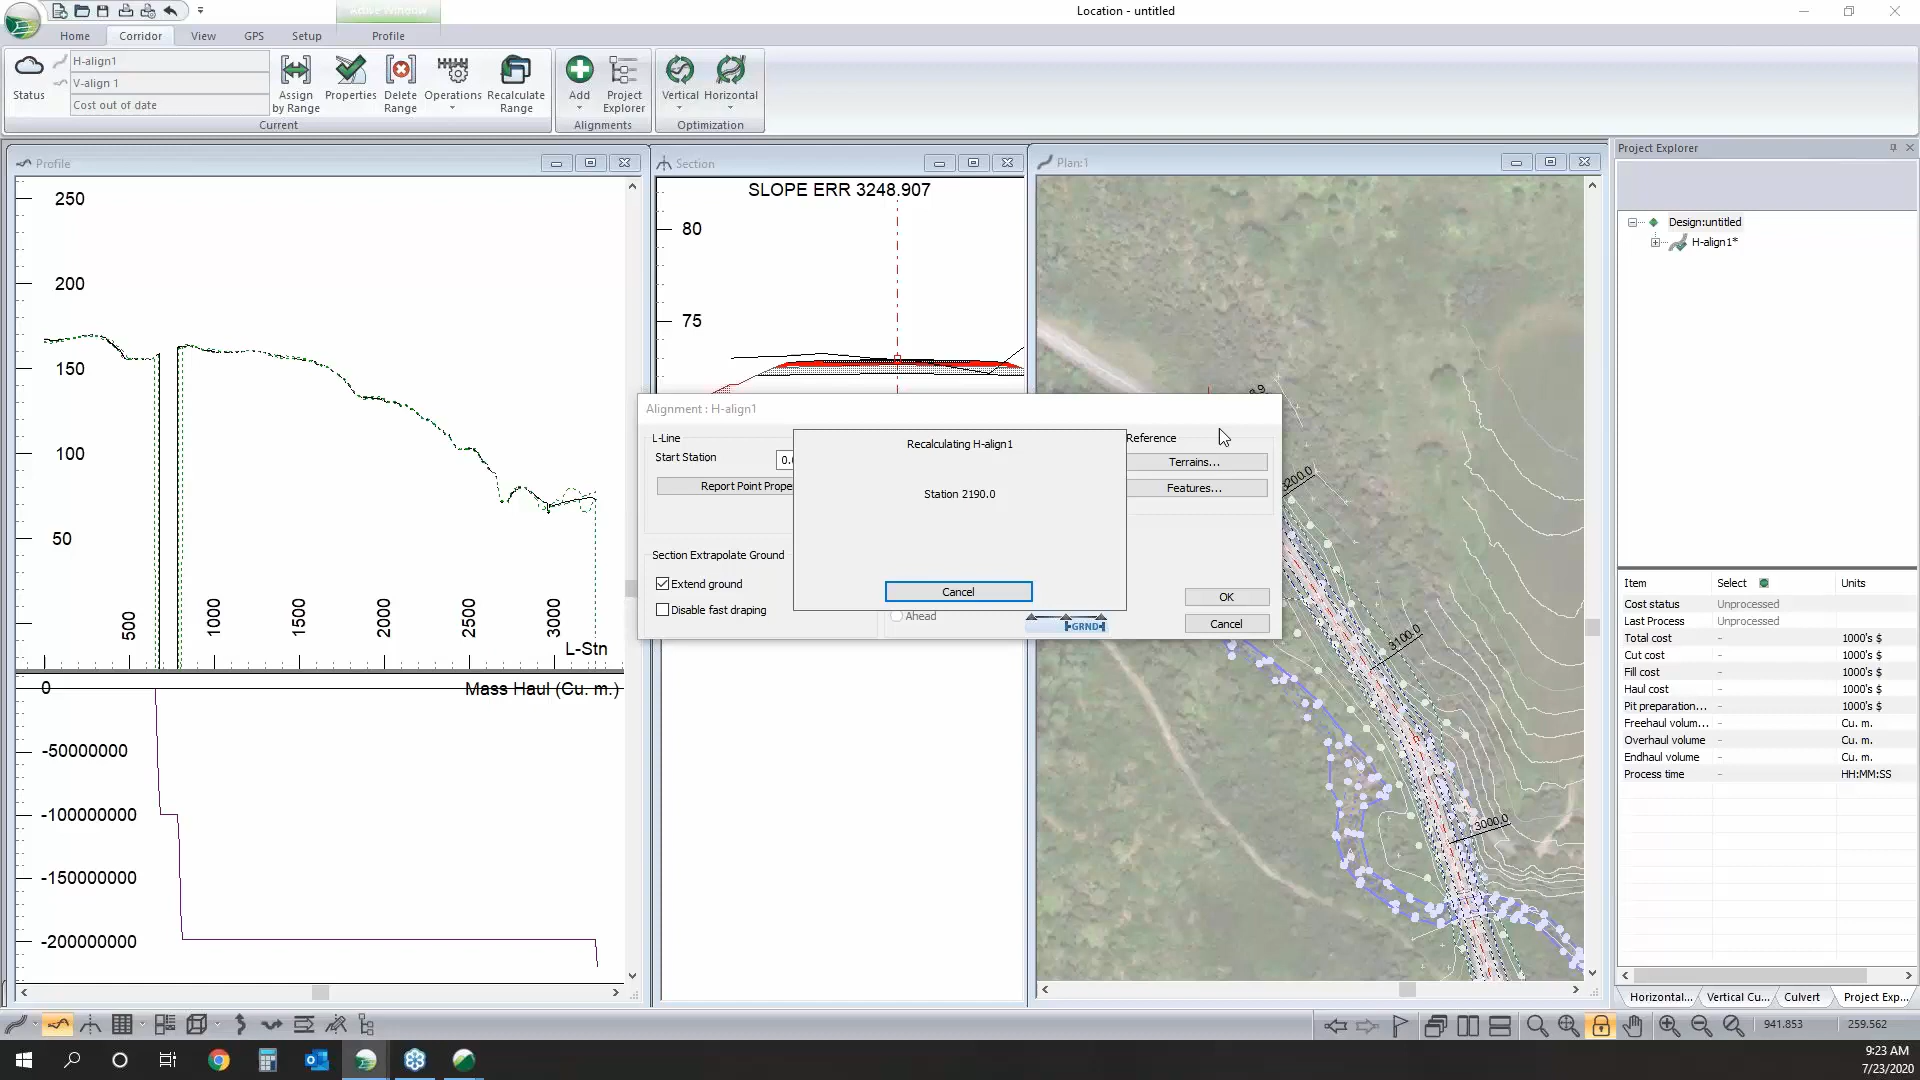 Location - untitled
Active Window
Home
Corridor
View
GPS
Setup
Profile
Status
H-align1
V-align 1
Cost out of date
Assign by Range
Properties
Delete Range
Operations
Recalculate Range
Current
Add
Project Explorer
Alignments
Vertical
Horizontal
Optimization
Profile
250
200
150
100
50
500
1000
1500
2000
2500
3000
L-Stn
0
Mass Haul (Cu. m.)
-50000000
-100000000
-150000000
-200000000
Section
SLOPE ERR 3248.907
80
75
Plan:1
3200.0
3100.0
3000.0
Alignment : H-align1
L-Line
Start Station
Report Point Prope
Section Extrapolate Ground
Extend ground
Disable fast draping
Ahead
GRND
Reference
Terrains...
Features...
OK
Cancel
Recalculating H-align1
Station 2190.0
Cancel
Project Explorer
Design:untitled
H-align1*
Item Select Units
Cost status Unprocessed
Last Process Unprocessed
Total cost - 1000's $
Cut cost - 1000's $
Fill cost - 1000's $
Haul cost - 1000's $
Pit preparation... - 1000's $
Freehaul volum... - Cu. m.
Overhaul volume - Cu. m.
Endhaul volume - Cu. m.
Process time - HH:MM:SS
Horizontal...
Vertical Cu...
Culvert
Project Exp...
941.853
259.562
9:23 AM
7/23/2020